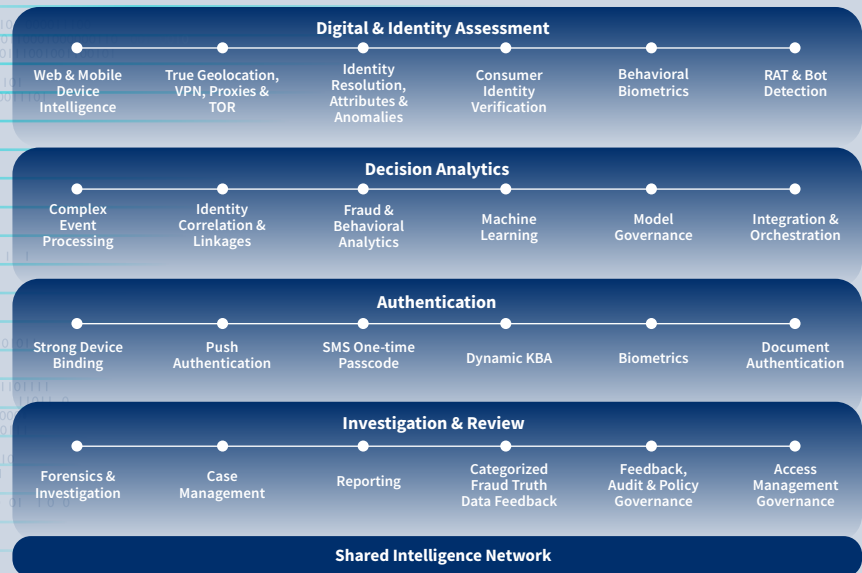 Digital & Identity Assessment
Web & Mobile
Device
Intelligence
True Geolocation,
VPN, Proxies &
TOR
Identity
Resolution,
Attributes &
Anomalies
Consumer
Identity
Verification
Behavioral
Biometrics
RAT & Bot
Detection
Decision Analytics
Complex
Event
Processing
Identity
Correlation &
Linkages
Fraud &
Behavioral
Analytics
Machine
Learning
Model
Governance
Integration &
Orchestration
Authentication
Strong Device
Binding
Push
Authentication
SMS One-time
Passcode
Dynamic KBA
Biometrics
Document
Authentication
Investigation & Review
Forensics &
Investigation
Case
Management
Reporting
Categorized
Fraud Truth
Data Feedback
Feedback,
Audit & Policy
Governance
Access
Management
Governance
Shared Intelligence Network